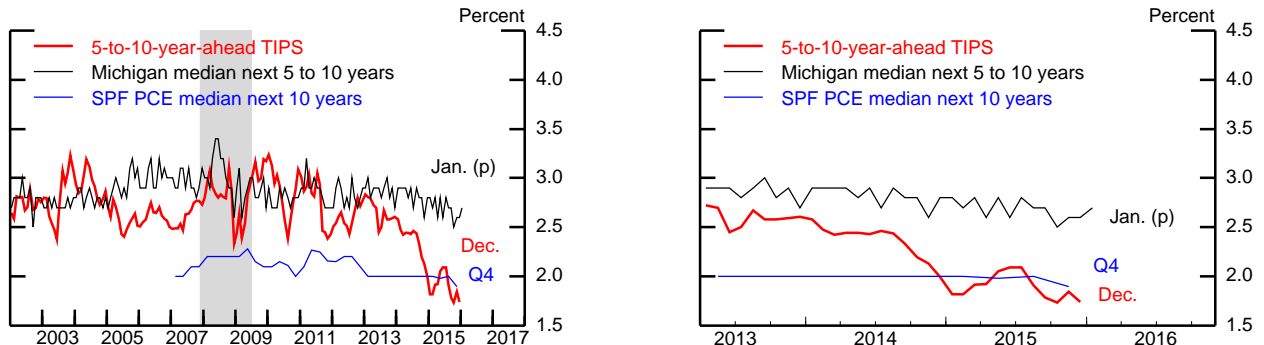 Percent
5-to-10-year-ahead TIPS
Michigan median next 5 to 10 years
SPF PCE median next 10 years
4.5
4.0
3.5
3.0
2.5
2.0
1.5
Jan. (p)
Dec.
Q4
2003 2005 2007 2009 2011 2013 2015 2017
Percent
5-to-10-year-ahead TIPS
Michigan median next 5 to 10 years
SPF PCE median next 10 years
4.5
4.0
3.5
3.0
2.5
2.0
1.5
Jan. (p)
Q4
Dec.
2013 2014 2015 2016